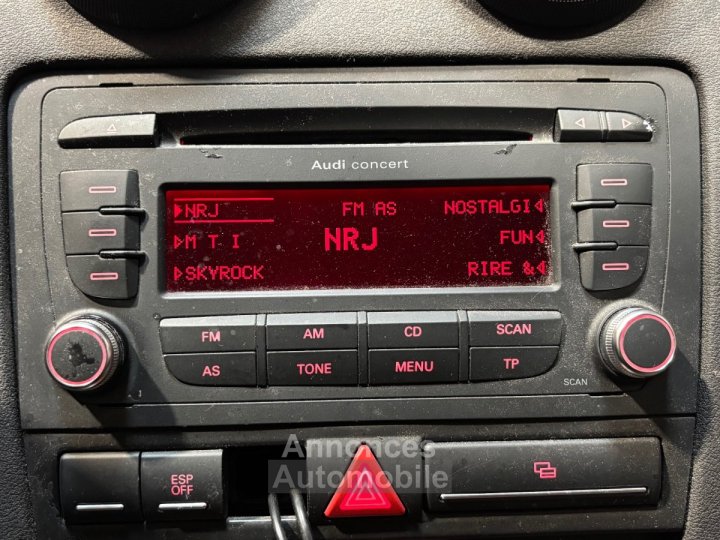 Audi concert
NRJ FM AS NOSTALGI
M T I NRJ FUN
SKYROCK RIRE &
FM AM CD SCAN
AS TONE MENU TP
SCAN
ESP
OFF
Annonces
Automobile